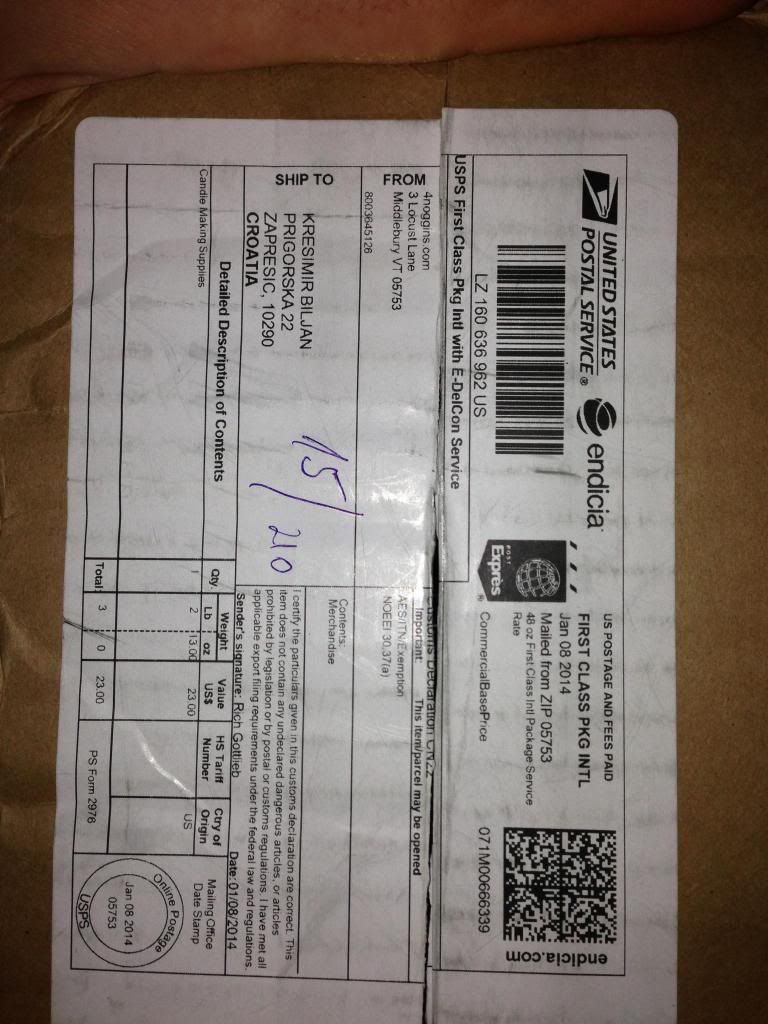 UNITED STATES
POSTAL SERVICE®
endicia
US POSTAGE AND FEES PAID
FIRST CLASS PKG INTL
Jan 08 2014
Mailed from ZIP 05753
48 oz First Class Intl Package Service
Rate
CommercialBasePrice
071M00666339
endicia.com
POST
Expres
LZ 160 636 962 US
USPS First Class Pkg Intl with E-DelCon Service
Customs Declaration CN22
Important: This item/parcel may be opened
FROM
4noggins.com
3 Locust Lane
Middlebury VT 05753
8003645126
AES/ITN/Exemption
NOEEI 30.37(a)
SHIP TO
KRESIMIR BILJAN
PRIGORSKA 22
ZAPRESIC, 10290
CROATIA
15/210
Contents:
Merchandise
I certify the particulars given in this customs declaration are correct. This
item does not contain any undeclared dangerous articles, or articles
prohibited by legislation or by postal or customs regulations. I have met all
applicable export filing requirements under the federal law and regulations
Sender's signature: Rich Gottlieb Date: 01/08/2014
Detailed Description of Contents
Qty.
Weight
Lb oz
Value
US$
HS Tariff
Number
Ctry of
Origin
Mailing Office
Date Stamp
Candle Making Supplies 1 2 13.00 23.00 US
Total: 3 0 23.00 PS Form 2976
Online Postage
Jan 08 2014
05753
USPS